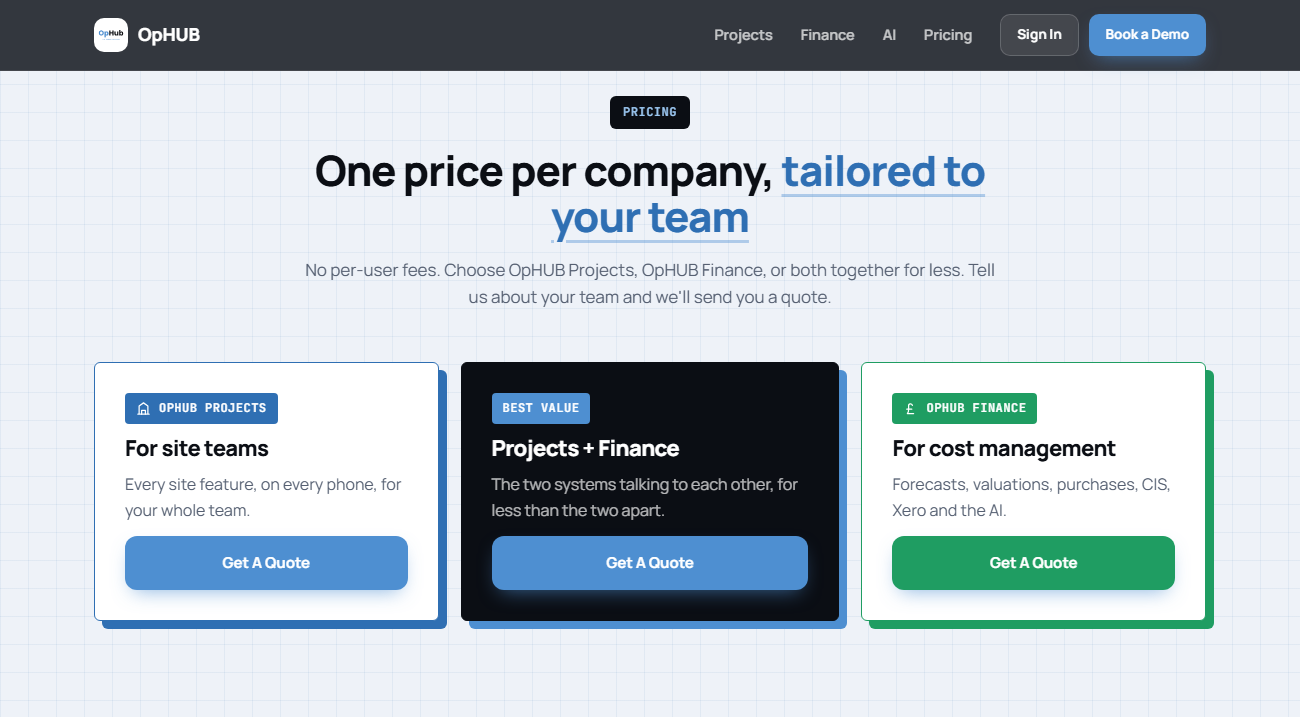 OpHub
OpHUB
Projects
Finance
AI
Pricing
Sign In
Book a Demo
PRICING
One price per company, tailored to
your team
No per-user fees. Choose OpHUB Projects, OpHUB Finance, or both together for less. Tell
us about your team and we'll send you a quote.
OPHUB PROJECTS
For site teams
Every site feature, on every phone, for
your whole team.
Get A Quote
BEST VALUE
Projects + Finance
The two systems talking to each other, for
less than the two apart.
Get A Quote
£ OPHUB FINANCE
For cost management
Forecasts, valuations, purchases, CIS,
Xero and the AI.
Get A Quote